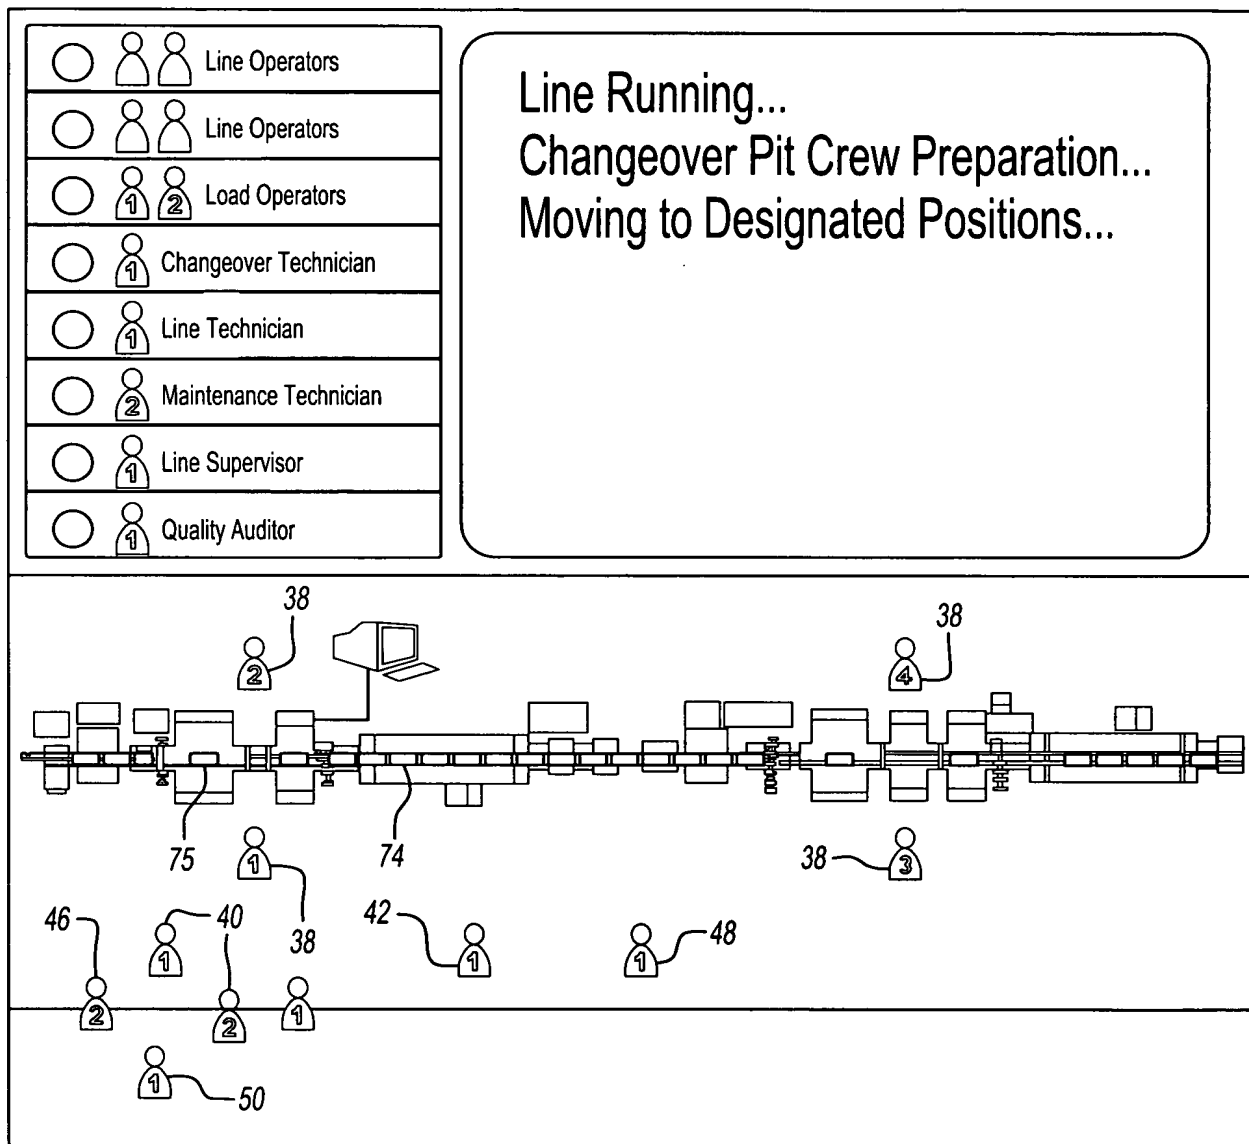 Line Operators
Line Operators
1 2 Load Operators
1 Changeover Technician
1 Line Technician
2 Maintenance Technician
1 Line Supervisor
1 Quality Auditor
Line Running...
Changeover Pit Crew Preparation...
Moving to Designated Positions...
38
38
2
4
75
74
1
38
3
46
40
38
42
48
1
1
1
2
2
1
1
50